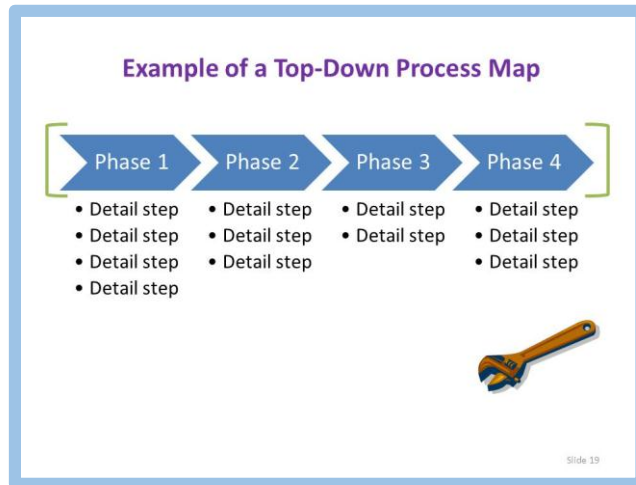 Example of a Top-Down Process Map
Phase 1
Phase 2
Phase 3
Phase 4
• Detail step
• Detail step
• Detail step
• Detail step
• Detail step
• Detail step
• Detail step
• Detail step
• Detail step
• Detail step
• Detail step
• Detail step
Slide 19